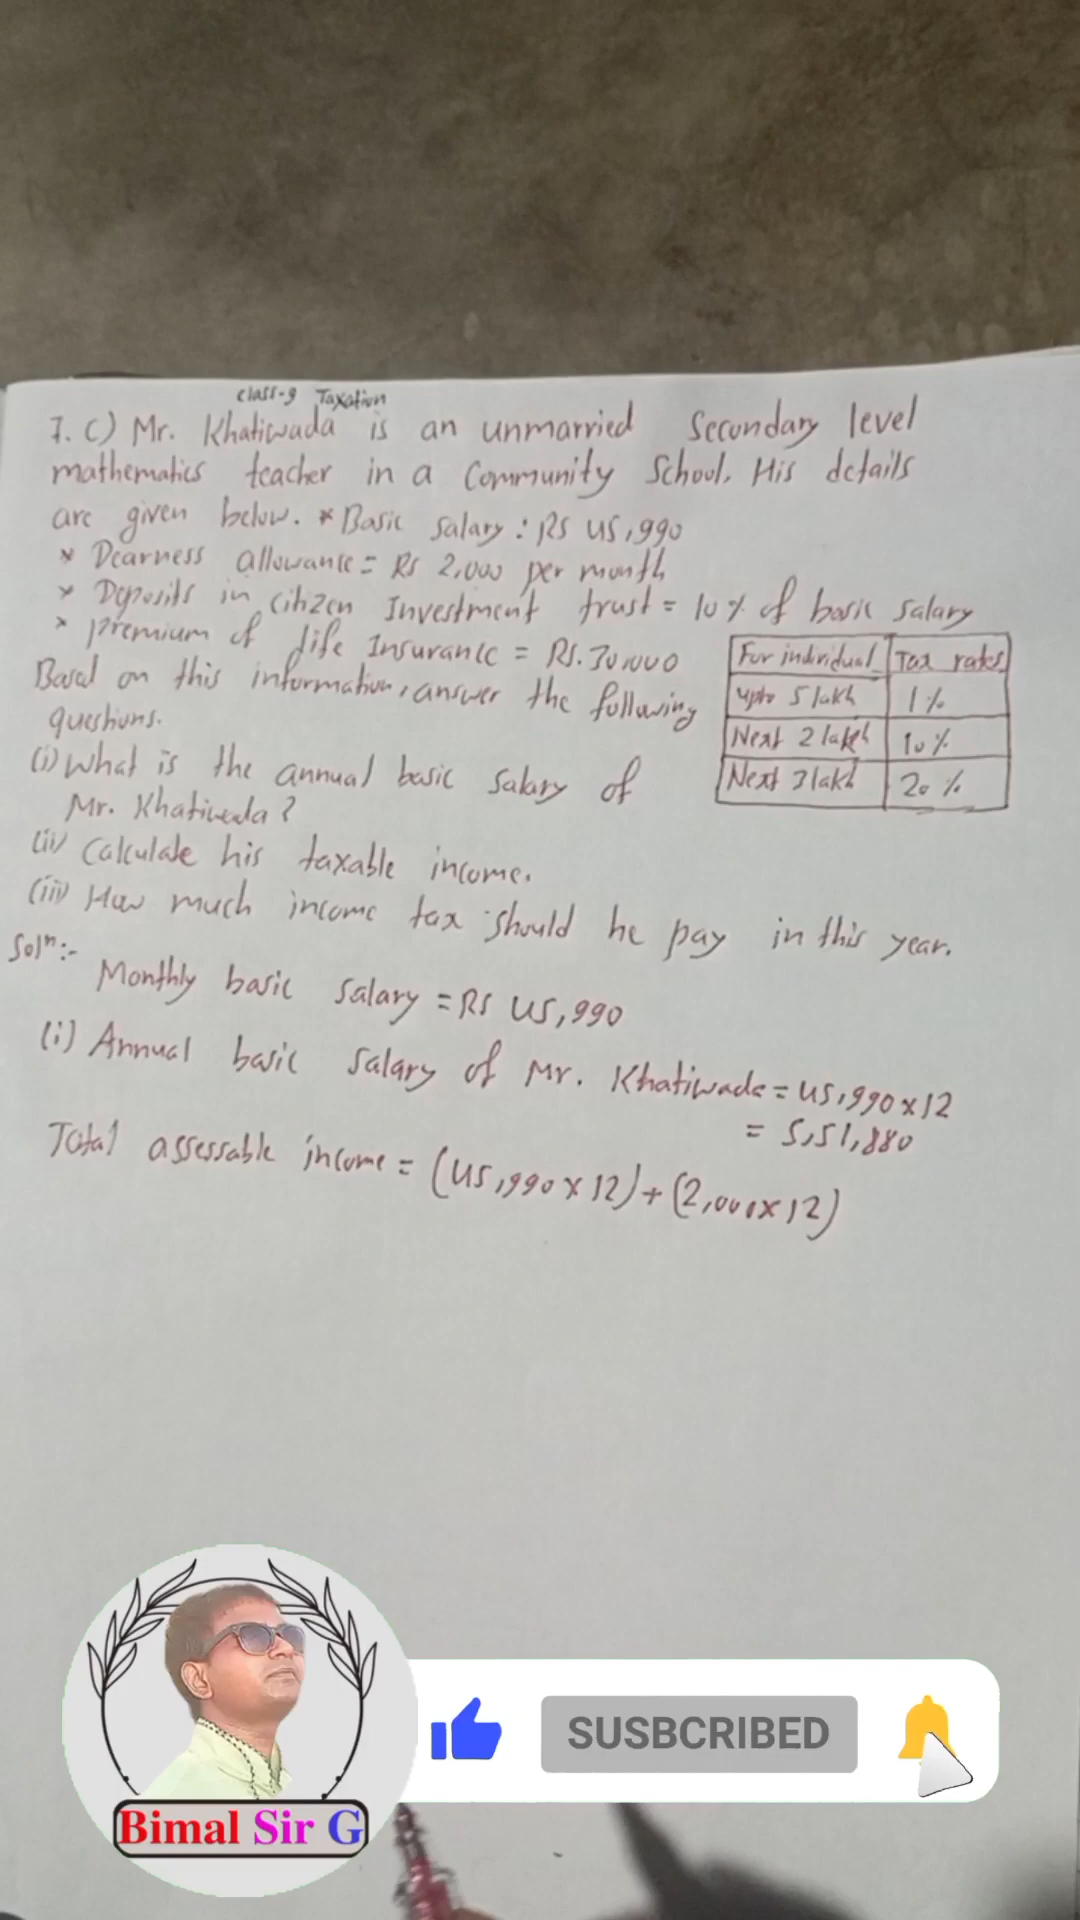 class-9 Taxation
7. c) Mr. Khatiwada is an unmarried Secondary level
mathematics teacher in a Community School. His details
are given below. * Basic salary : Rs 45,990
* Dearness allowance = Rs 2,000 per month
* Deposits in Citizen Investment trust = 10% of basic salary
* premium of life Insurance = Rs. 30,000
Based on this information, answer the following
questions.
For individual Tax rates
upto 5 lakh 1%
Next 2 lakh 10%
Next 3 lakh 20%
(i) What is the annual basic salary of
Mr. Khatiwada?
(ii) Calculate his taxable income.
(iii) How much income tax should he pay in this year.
Solⁿ:-
Monthly basic salary = Rs 45,990
(i) Annual basic salary of Mr. Khatiwada = 45,990 x 12
= 5,51,880
Total assessable income = (45,990 x 12) + (2,000 x 12)
SUSBCRIBED
Bimal Sir G